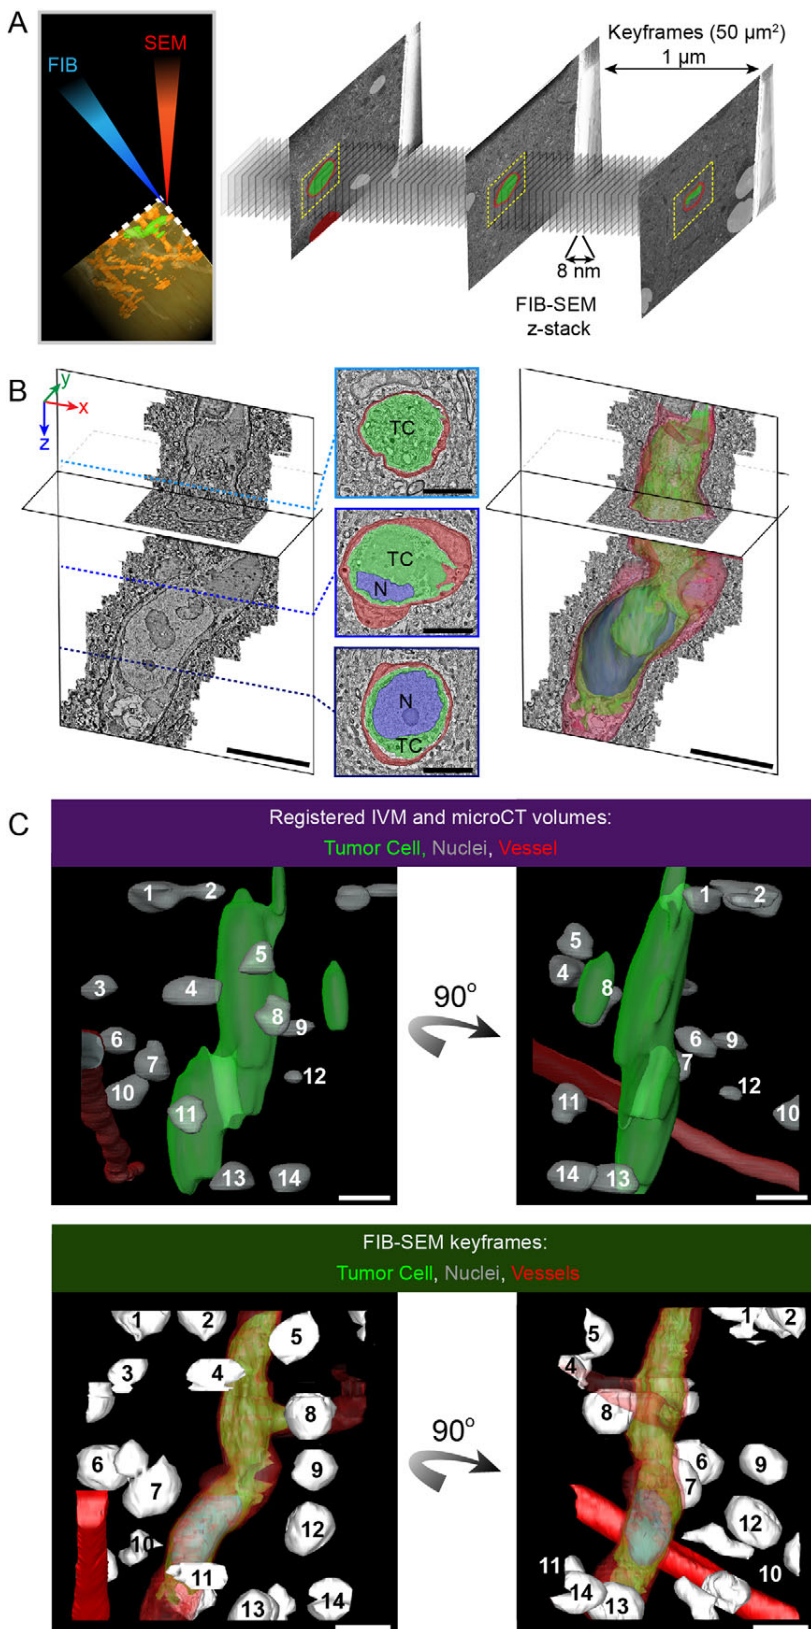 A
FIB
SEM
Keyframes (50 µm²)
1 µm
8 nm
FIB-SEM
z-stack
B
y
x
z
TC
TC
N
N
TC
C
Registered IVM and microCT volumes:
Tumor Cell, Nuclei, Vessel
1 2
5
3 4
8
6 9
7
10 12
11
13 14
90°
1 2
5
4 8
6 9
7
12
11 10
14 13
FIB-SEM keyframes:
Tumor Cell, Nuclei, Vessels
1 2 5
3 4
8
6 9
7
10 12
11
13 14
90°
1 2
5
4
8
6 9
7
12
11 10
14 13